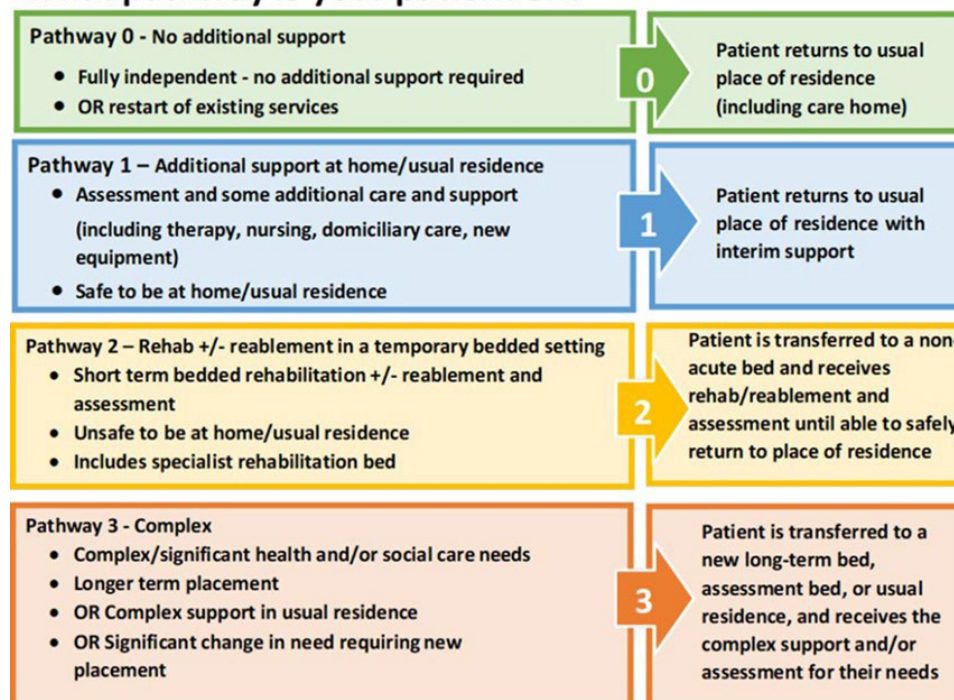 Pathway 0 - No additional support
• Fully independent - no additional support required
• OR restart of existing services
0
Patient returns to usual
place of residence
(including care home)
Pathway 1 – Additional support at home/usual residence
• Assessment and some additional care and support
(including therapy, nursing, domiciliary care, new
equipment)
• Safe to be at home/usual residence
1
Patient returns to usual
place of residence with
interim support
Pathway 2 – Rehab +/- reablement in a temporary bedded setting
• Short term bedded rehabilitation +/- reablement and
assessment
• Unsafe to be at home/usual residence
• Includes specialist rehabilitation bed
2
Patient is transferred to a non-
acute bed and receives
rehab/reablement and
assessment until able to safely
return to place of residence
Pathway 3 - Complex
• Complex/significant health and/or social care needs
• Longer term placement
• OR Complex support in usual residence
• OR Significant change in need requiring new
placement
3
Patient is transferred to a
new long-term bed,
assessment bed, or usual
residence, and receives the
complex support and/or
assessment for their needs